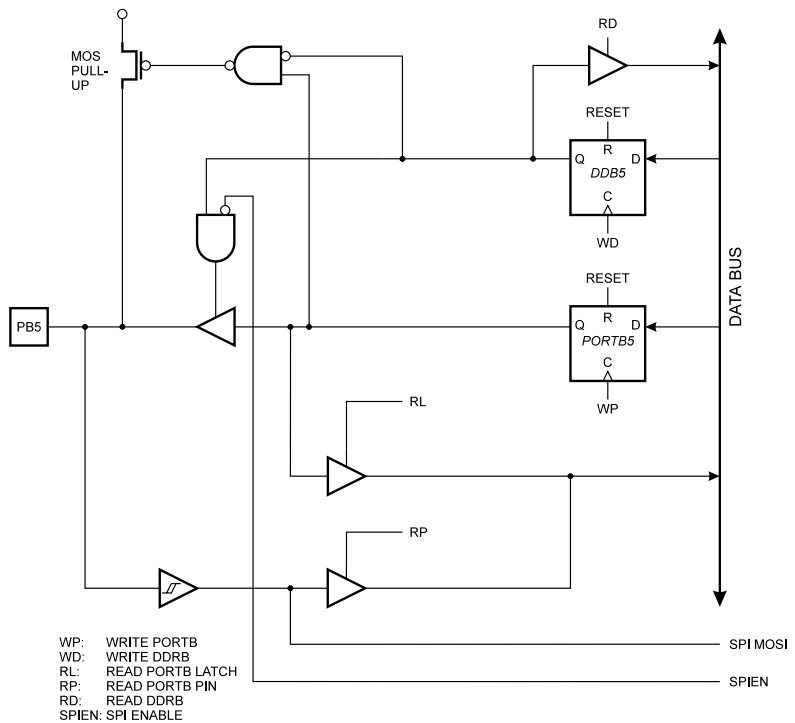 RD
MOS
PULL-
UP
RESET
R
Q
D
DDB5
C
WD
DATA BUS
RESET
R
PB5
Q
D
PORTB5
C
WP
RL
RP
WP: WRITE PORTB
WD: WRITE DDRB
RL: READ PORTB LATCH
RP: READ PORTB PIN
RD: READ DDRB
SPIEN: SPI ENABLE
SPI MOSI
SPIEN